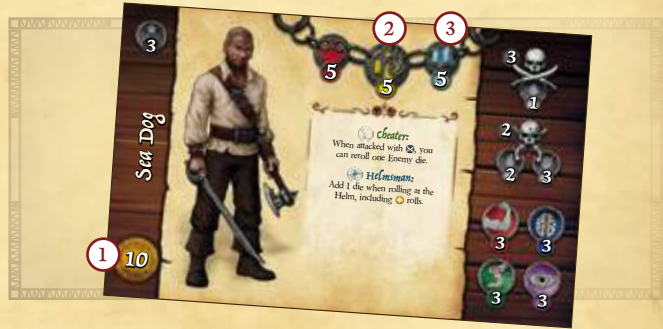 2
3
3
5
5
5
3
1
Sea Dog
Cheater:
When attacked with , you
can reroll one Enemy die.
Helmsman:
Add 1 die when rolling at the
Helm, including rolls.
2
2
3
3
3
1
10
3
3